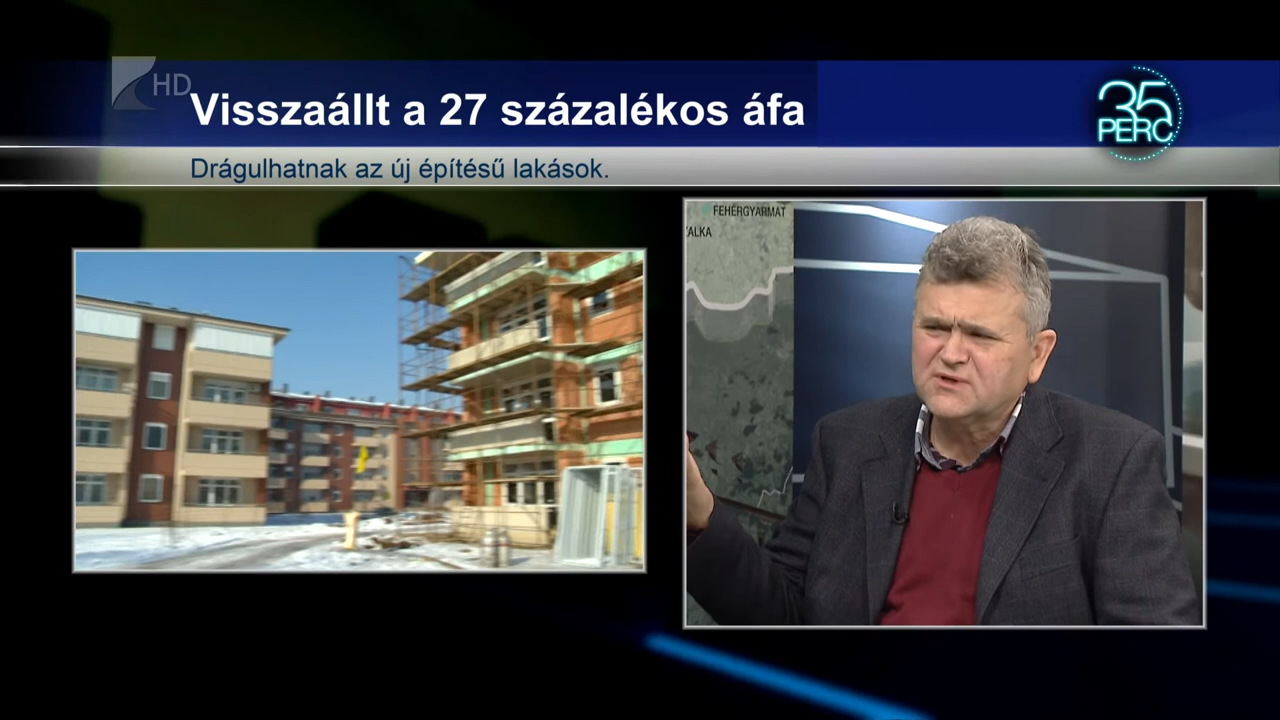 HD
Visszaállt a 27 százalékos áfa
35
PERC
Drágulhatnak az új építésű lakások.
FEHÉRGYARMAT
ALKA